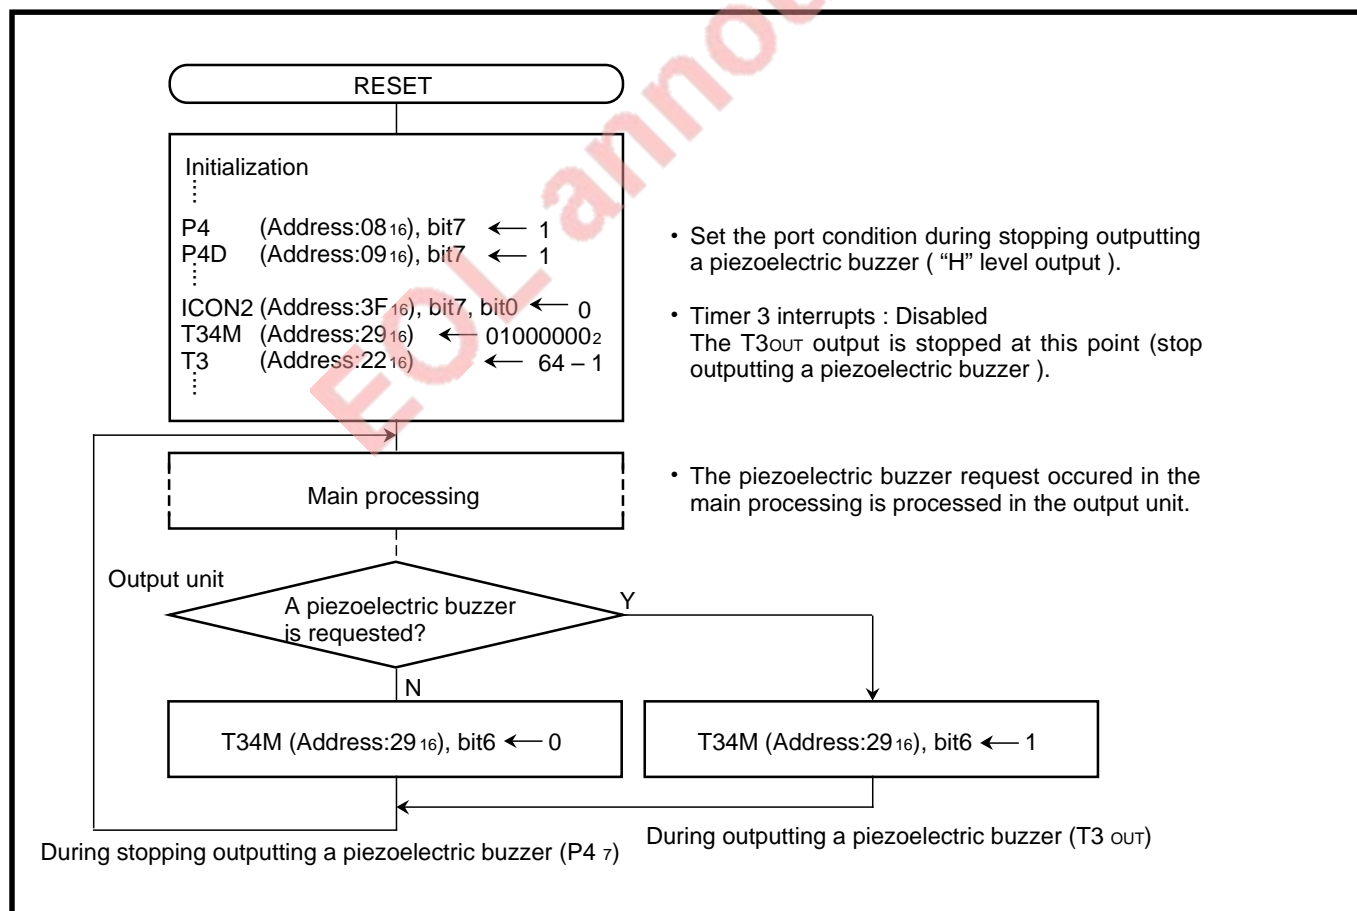 RESET
Initialization
P4 (Address:0816), bit7 ← 1
P4D (Address:0916), bit7 ← 1
ICON2 (Address:3F16), bit7, bit0 ← 0
T34M (Address:2916) ← 010000002
T3 (Address:2216) ← 64 – 1
• Set the port condition during stopping outputting
a piezoelectric buzzer ( “H” level output ).
• Timer 3 interrupts : Disabled
The T3OUT output is stopped at this point (stop
outputting a piezoelectric buzzer ).
Main processing
• The piezoelectric buzzer request occured in the
main processing is processed in the output unit.
Output unit
A piezoelectric buzzer
is requested?
Y
N
T34M (Address:2916), bit6 ← 0
T34M (Address:2916), bit6 ← 1
During stopping outputting a piezoelectric buzzer (P4 7)
During outputting a piezoelectric buzzer (T3 OUT)
EOL